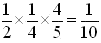 1/2 × 1/4 × 4/5 = 1/10